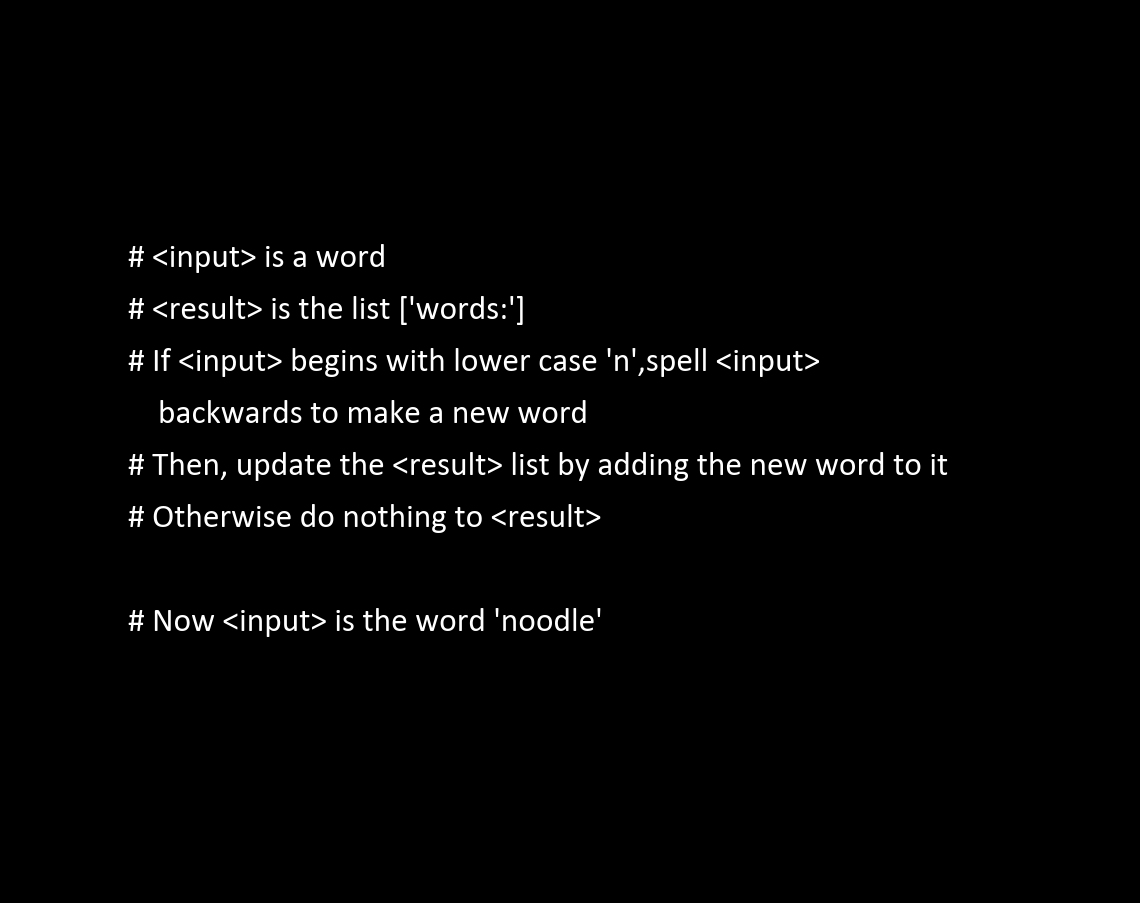 # <input> is a word
# <result> is the list ['words:']
# If <input> begins with lower case 'n',spell <input>
backwards to make a new word
# Then, update the <result> list by adding the new word to it
# Otherwise do nothing to <result>
# Now <input> is the word 'noodle'